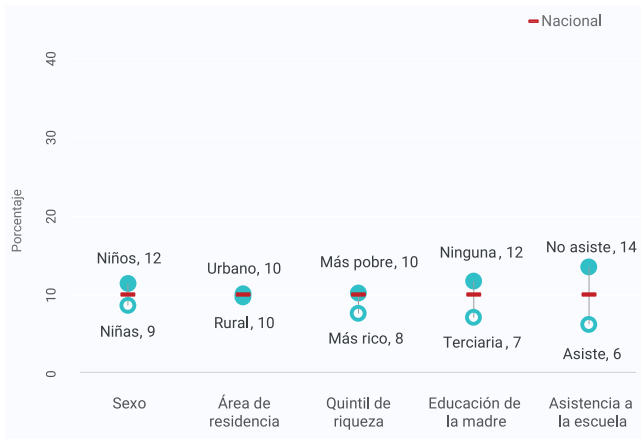 Nacional
Porcentaje
40
30
20
10
0
Niños, 12
Niñas, 9
Urbano, 10
Rural, 10
Más pobre, 10
Más rico, 8
Ninguna, 12
Terciaria, 7
No asiste, 14
Asiste, 6
Sexo
Área de
residencia
Quintil de
riqueza
Educación de
la madre
Asistencia a
la escuela